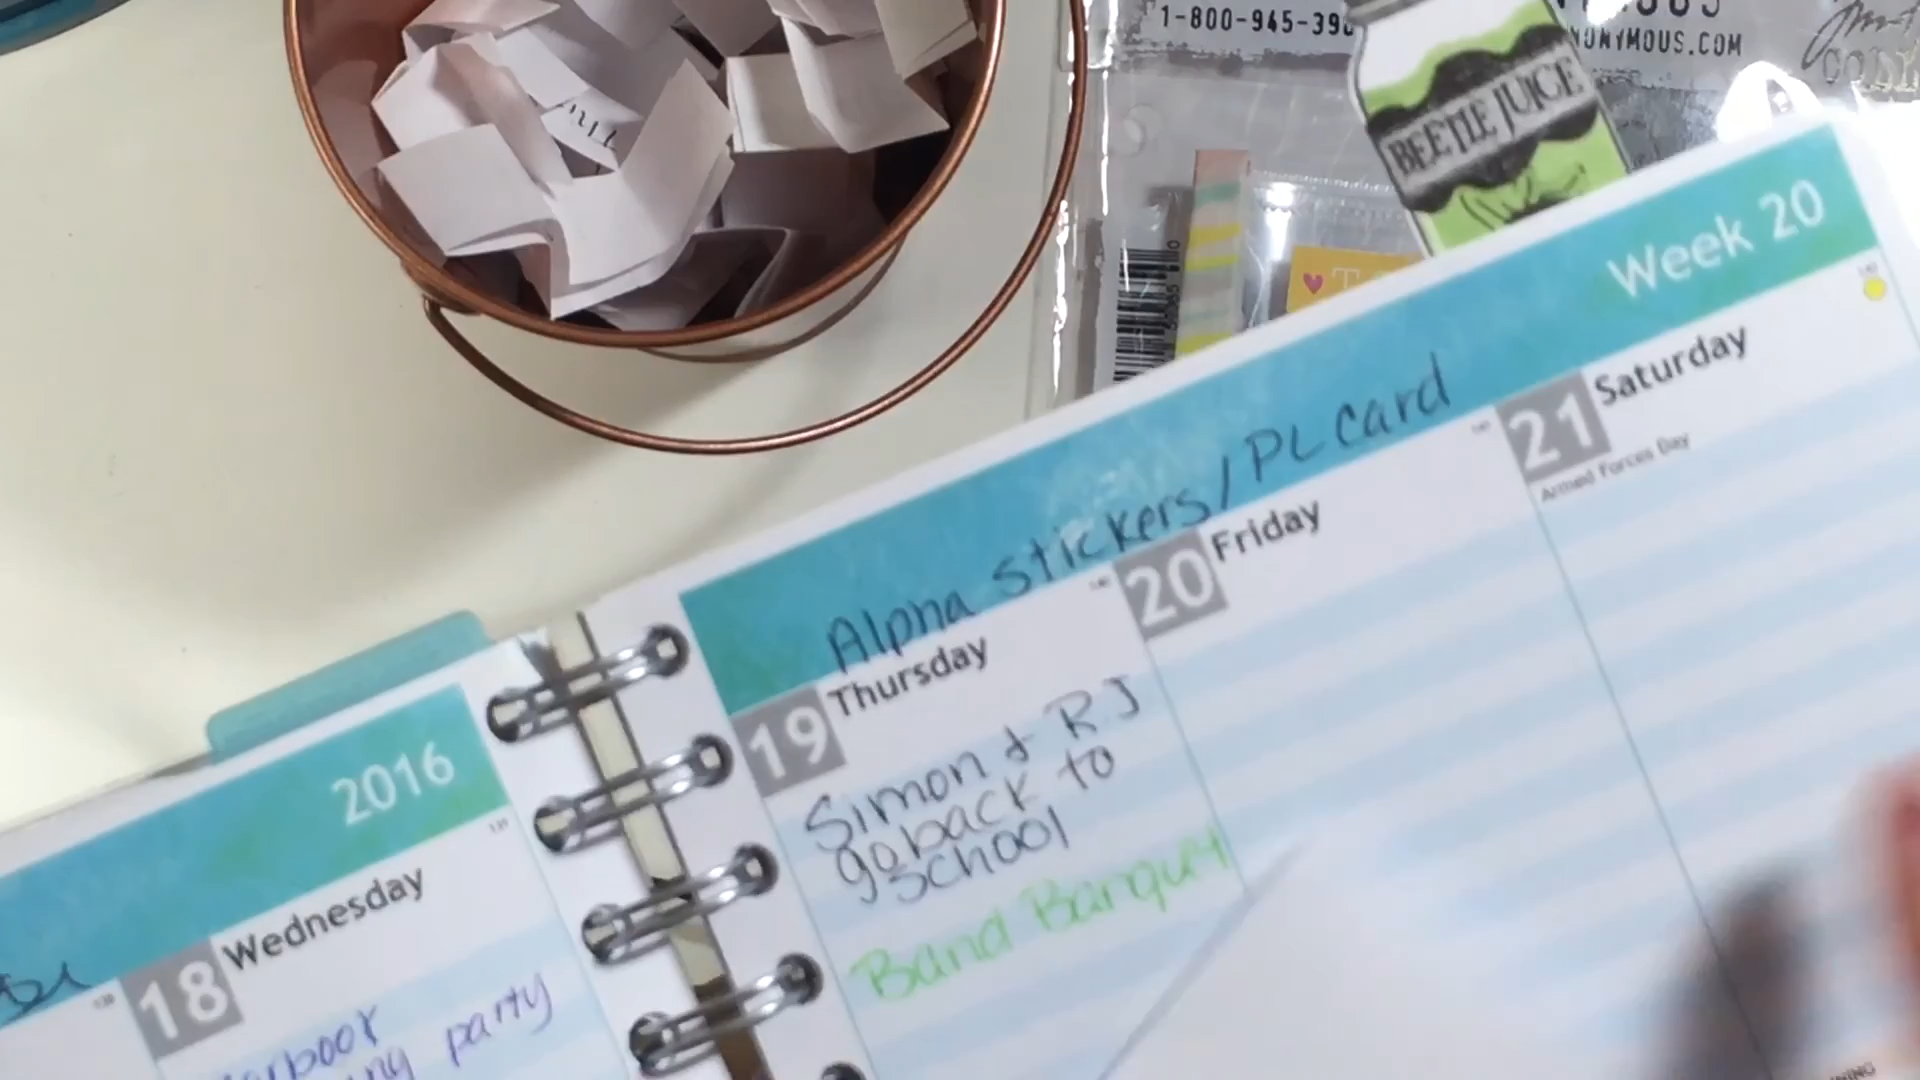 1-800-945-39
NYMOUS.COM
BEETLE JUICE
Week 20
Alpha stickers / PL card
21 Saturday
Armed Forces Day
20 Friday
19 Thursday
Simon & RJ
go back to
school
Band Banquet
2016
18 Wednesday
party